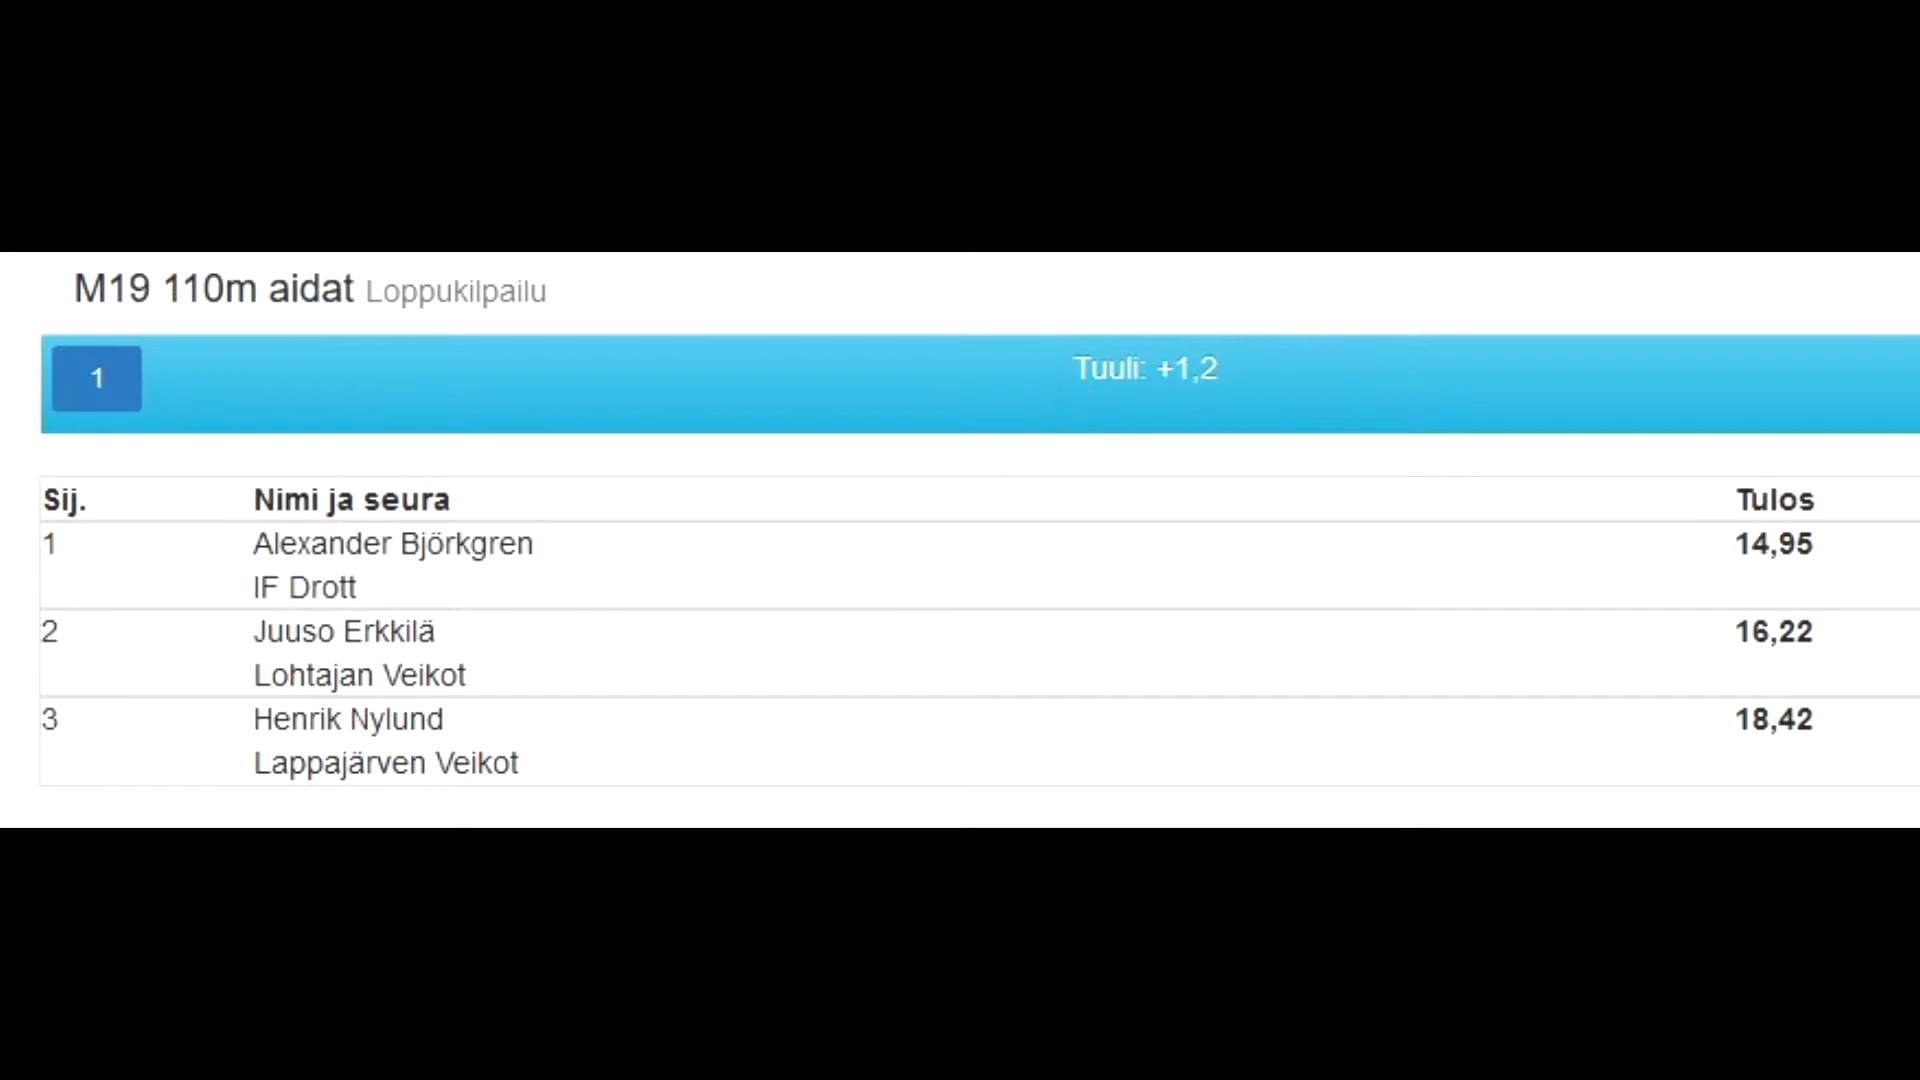 M19 110m aidat Loppukilpailu
1 Tuuli: +1,2
Sij. Nimi ja seura Tulos
1 Alexander Björkgren 14,95
IF Drott
2 Juuso Erkkilä 16,22
Lohtajan Veikot
3 Henrik Nylund 18,42
Lappajärven Veikot